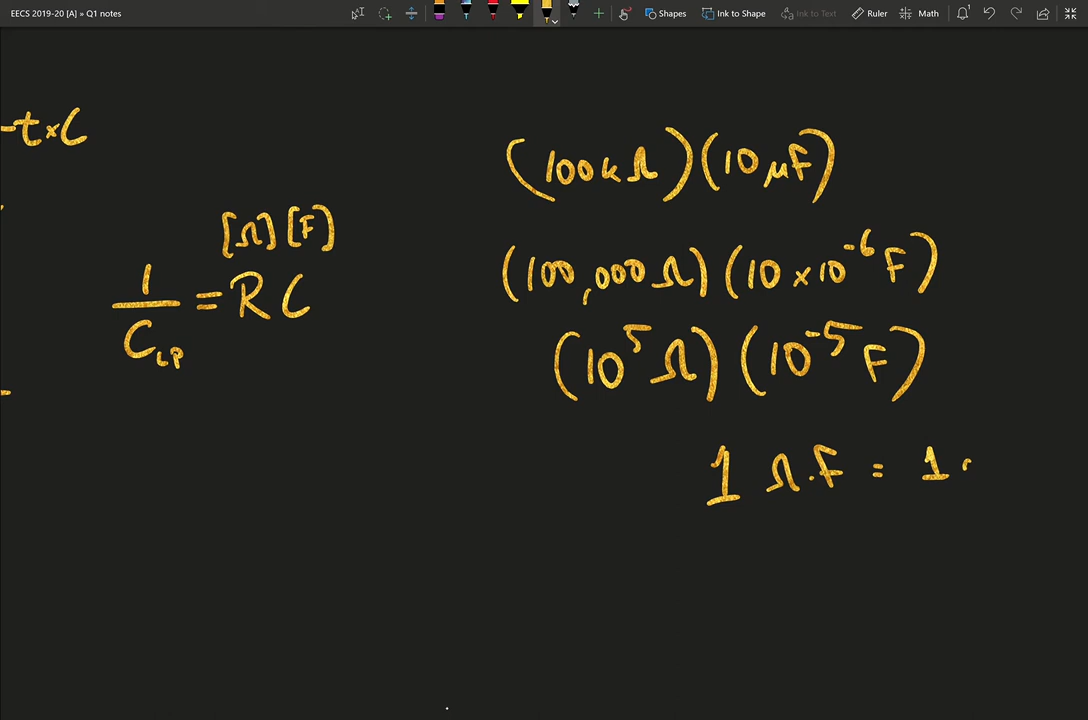 EECS 2019-20 [A] » Q1 notes
Shapes Ink to Shape Ink to Text Ruler Math
-t×C
(100kΩ)(10μF)
[Ω][F]
(100,000Ω)(10×10⁻⁶F)
1/C_LP = RC
(10⁵Ω)(10⁻⁵F)
1 Ω.F = 1